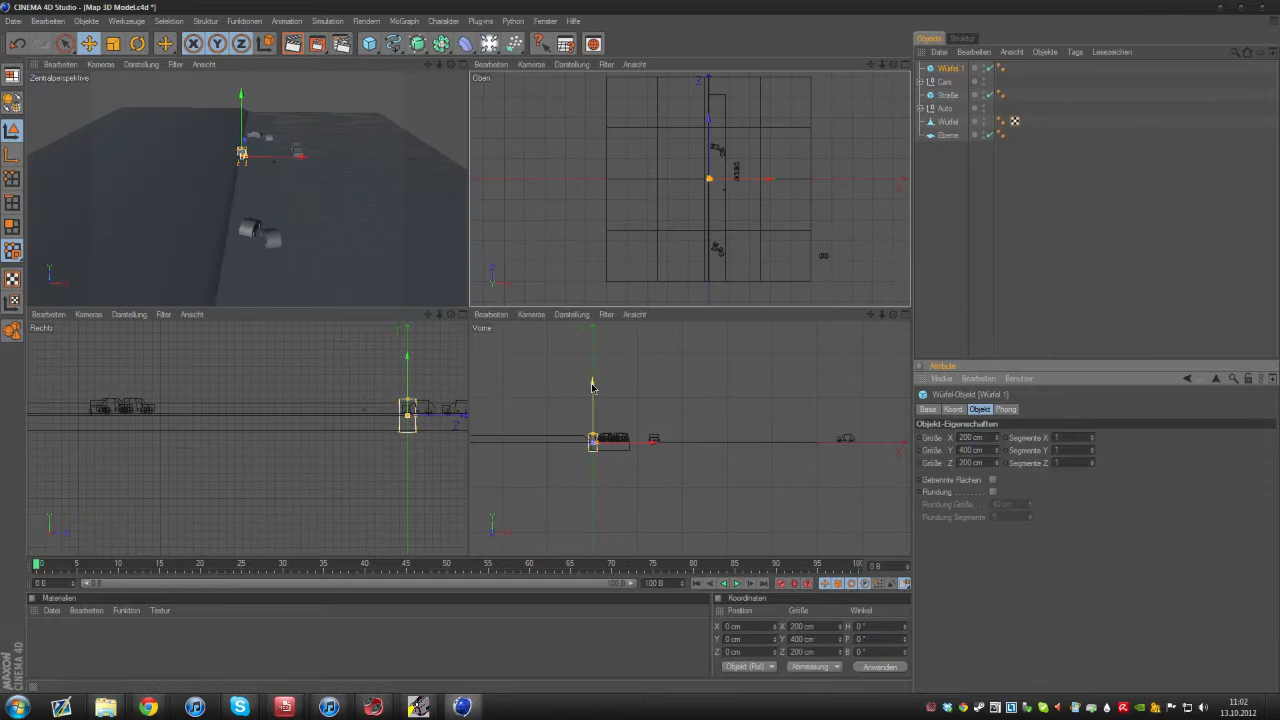 CINEMA 4D Studio - [Map 3D Model.c4d *]
Datei Bearbeiten Objekte Werkzeuge Selektion Struktur Funktionen Animation Simulation Rendern MoGraph Charakter Plug-ins Python Fenster Hilfe
Bearbeiten Kameras Darstellung Filter Ansicht
Zentralperspektive
Bearbeiten Kameras Darstellung Filter Ansicht
Oben
Z
X
Y
Z
Bearbeiten Kameras Darstellung Filter Ansicht
Rechts
Y
Z
Y
Bearbeiten Kameras Darstellung Filter Ansicht
Vorne
Y
X
Y
Z
Objekte Struktur
Datei Bearbeiten Ansicht Objekte Tags Lesezeichen
Würfel.1
Cars
Straße
Auto
Würfel
Ebene
Attribute
Modus Bearbeiten Benutzer
Würfel-Objekt [Würfel.1]
Basis Koord. Objekt Phong
Objekt-Eigenschaften
Größe . X 200 cm Segmente X 1
Größe . Y 400 cm Segmente Y 1
Größe . Z 200 cm Segmente Z 1
Getrennte Flächen
Rundung
Rundung Größe 40 cm
Rundung Segmente 5
0 5 10 15 20 25 30 35 40 45 50 55 60 65 70 75 80 85 90 95 100 0 B
0 B 0 B 100 B 100 B
Materialien
Datei Bearbeiten Funktion Textur
Koordinaten
Position Größe Winkel
X 0 cm X 200 cm H 0 °
Y 0 cm Y 400 cm P 0 °
Z 0 cm Z 200 cm B 0 °
Objekt (Rel) Abmessung Anwenden
MAXON
CINEMA 4D
11:02
13.10.2012